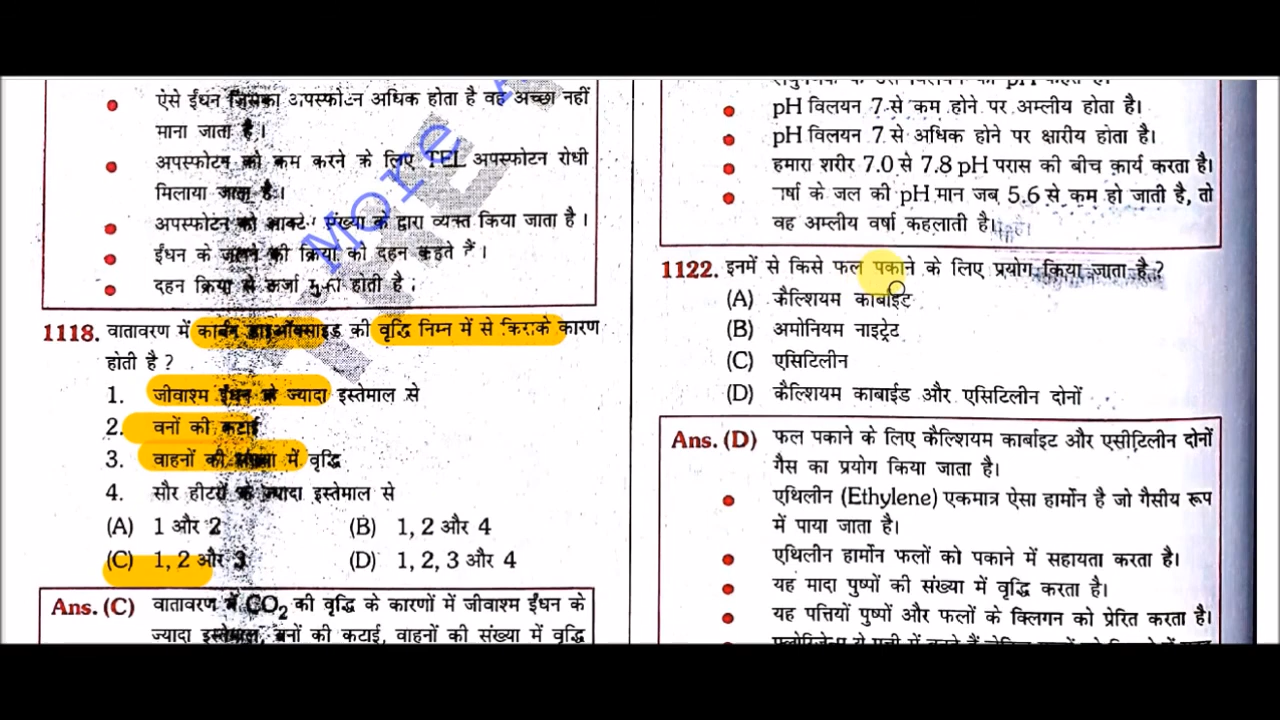 ऐसे ईंधन जिसका अपस्फोटन अधिक होता है वह अच्छा नहीं
माना जाता है।
अपस्फोटन को कम करने के लिए TEL अपस्फोटन रोधी
मिलाया जाता है।
अपस्फोटन को संख्या के द्वारा व्यक्त किया जाता है।
ईंधन के जलने की क्रिया को दहन कहते हैं।
दहन क्रिया से ऊर्जा मुक्त होती है।
1118. वातावरण में कार्बन डाइऑक्साइड की वृद्धि निम्न में से किसके कारण
होती है ?
1. जीवाश्म ईंधन के ज्यादा इस्तेमाल से
2. वनों की कटाई
3. वाहनों की संख्या में वृद्धि
4. सौर हीटरों के ज्यादा इस्तेमाल से
(A) 1 और 2 (B) 1, 2 और 4
(C) 1, 2 और 3 (D) 1, 2, 3 और 4
Ans. (C) वातावरण में CO₂ की वृद्धि के कारणों में जीवाश्म ईंधन के
ज्यादा इस्तेमाल, वनों की कटाई, वाहनों की संख्या में वृद्धि
pH विलयन 7 से कम होने पर अम्लीय होता है।
pH विलयन 7 से अधिक होने पर क्षारीय होता है।
हमारा शरीर 7.0 से 7.8 pH परास की बीच कार्य करता है।
वर्षा के जल की pH मान जब 5.6 से कम हो जाती है, तो
वह अम्लीय वर्षा कहलाती है।
1122. इनमें से किसे फल पकाने के लिए प्रयोग किया जाता है ?
(A) कैल्शियम कार्बाइट
(B) अमोनियम नाइट्रेट
(C) एसिटिलीन
(D) कैल्शियम काबाईड और एसिटिलीन दोनों
Ans. (D) फल पकाने के लिए कैल्शियम कार्बाइट और एसीटिलीन दोनों
गैस का प्रयोग किया जाता है।
एथिलीन (Ethylene) एकमात्र ऐसा हार्मोन है जो गैसीय रूप
में पाया जाता है।
एथिलीन हार्मोन फलों को पकाने में सहायता करता है।
यह मादा पुष्पों की संख्या में वृद्धि करता है।
यह पत्तियों पुष्पों और फलों के क्लिगन को प्रेरित करता है।
More